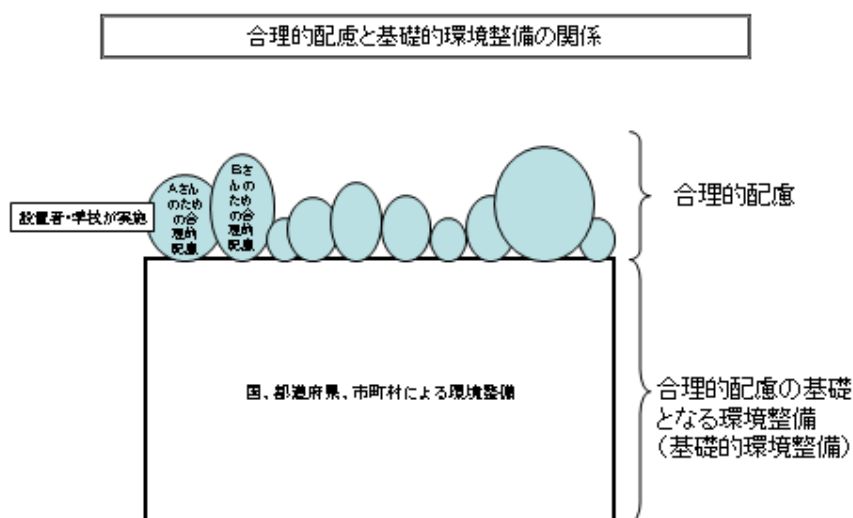 合理的配慮と基礎的環境整備の関係
Aさん
のため
の合
理的
配慮
Bさ
んの
ため
の合
理的
配慮
設置者・学校が実施
合理的配慮
国、都道府県、市町村による環境整備
合理的配慮の基礎
となる環境整備
（基礎的環境整備）